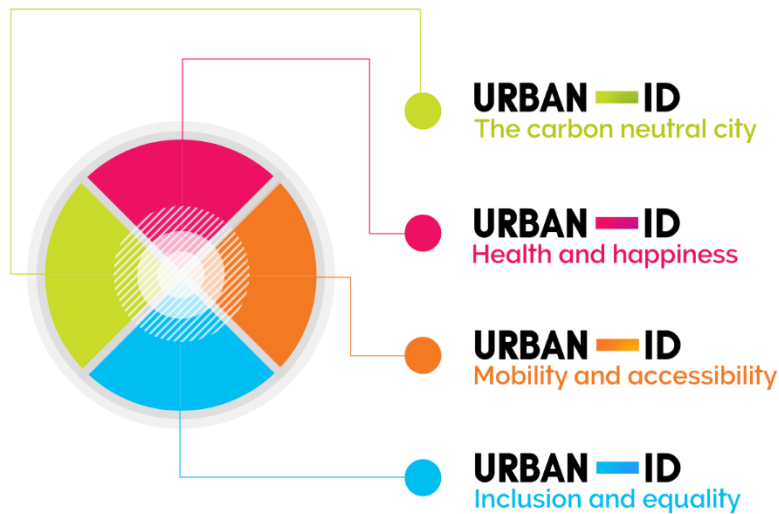 URBAN — ID
The carbon neutral city
URBAN — ID
Health and happiness
URBAN — ID
Mobility and accessibility
URBAN — ID
Inclusion and equality